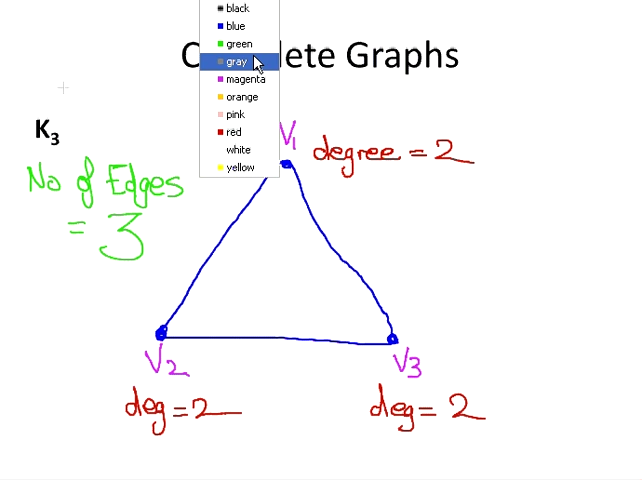 black
blue
green
gray
magenta
orange
pink
red
white
yellow
C lete Graphs
K3
V1
degree = 2
No of Edges
= 3
V2
V3
deg = 2
deg = 2